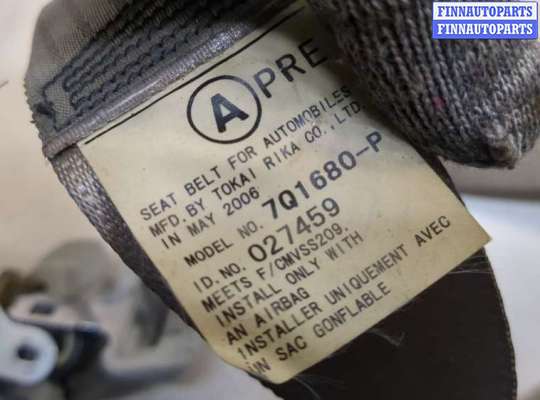 FINNAUTOPARTS
FINNAUTOPARTS
A PRE
SEAT BELT FOR AUTOMOBILES
MFD. BY TOKAI RIKA CO., LTD.
IN MAY 2006
MODEL NO. 7Q1680-P
I.D. NO. 027459
MEETS F/CMVSS209.
INSTALL ONLY WITH
AN AIRBAG
INSTALLER UNIQUEMENT AVEC
UN SAC GONFLABLE